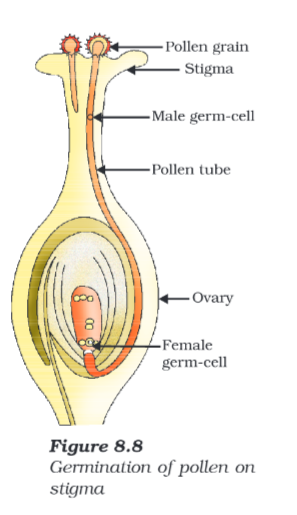 Pollen grain
Stigma
Male germ-cell
Pollen tube
Ovary
Female
germ-cell
Figure 8.8
Germination of pollen on
stigma